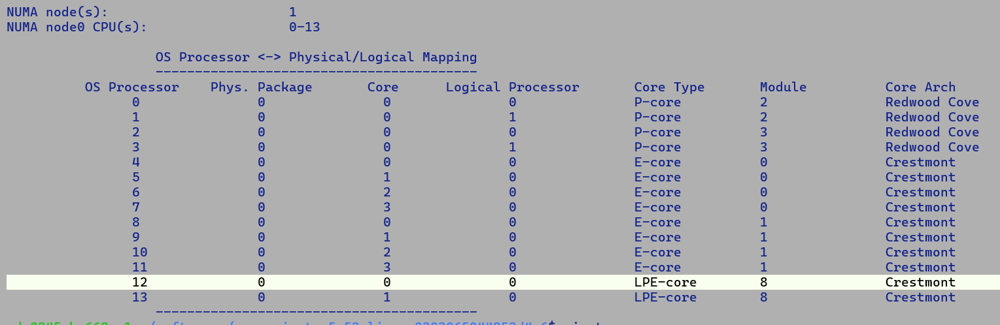 NUMA node(s): 1
NUMA node0 CPU(s): 0-13
OS Processor <-> Physical/Logical Mapping
-----------------------------------------
OS Processor Phys. Package Core Logical Processor Core Type Module Core Arch
0 0 0 0 P-core 2 Redwood Cove
1 0 0 1 P-core 2 Redwood Cove
2 0 0 0 P-core 3 Redwood Cove
3 0 0 1 P-core 3 Redwood Cove
4 0 0 0 E-core 0 Crestmont
5 0 1 0 E-core 0 Crestmont
6 0 2 0 E-core 0 Crestmont
7 0 3 0 E-core 0 Crestmont
8 0 0 0 E-core 1 Crestmont
9 0 1 0 E-core 1 Crestmont
10 0 2 0 E-core 1 Crestmont
11 0 3 0 E-core 1 Crestmont
12 0 0 0 LPE-core 8 Crestmont
13 0 1 0 LPE-core 8 Crestmont
-----------------------------------------